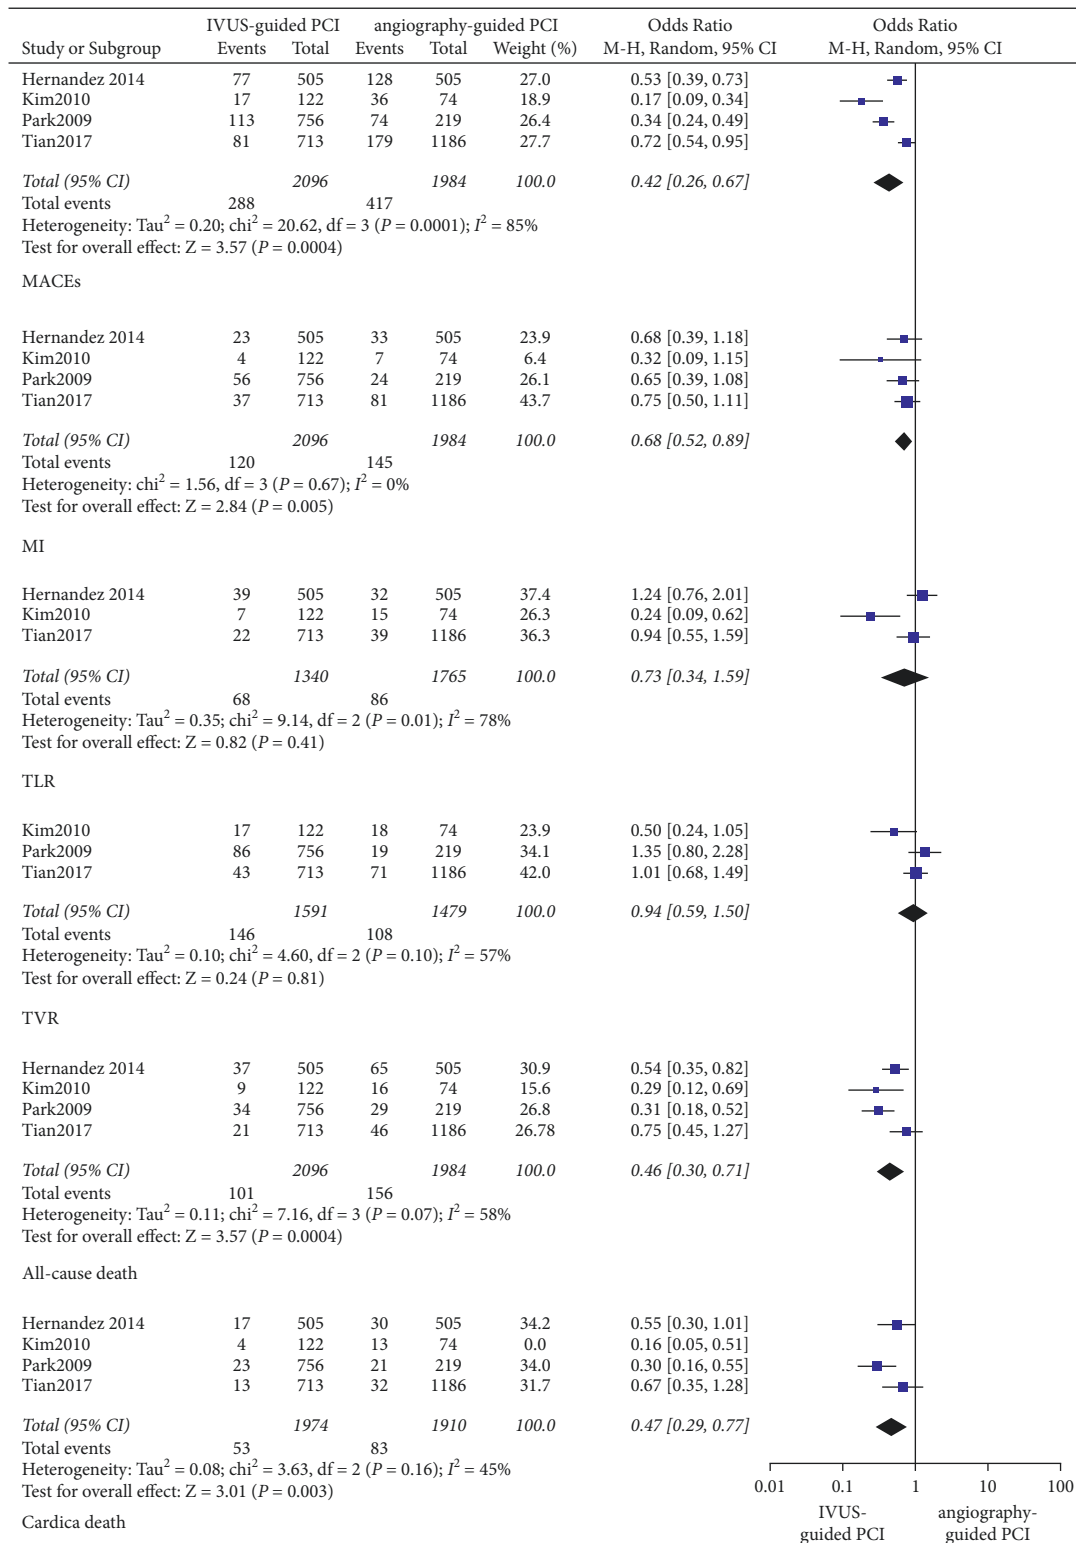 IVUS-guided PCI angiography-guided PCI Odds Ratio Odds Ratio
Study or Subgroup Events Total Events Total Weight (%) M-H, Random, 95% CI M-H, Random, 95% CI
Hernandez 2014 77 505 128 505 27.0 0.53 [0.39, 0.73]
Kim2010 17 122 36 74 18.9 0.17 [0.09, 0.34]
Park2009 113 756 74 219 26.4 0.34 [0.24, 0.49]
Tian2017 81 713 179 1186 27.7 0.72 [0.54, 0.95]
Total (95% CI) 2096 1984 100.0 0.42 [0.26, 0.67]
Total events 288 417
Heterogeneity: Tau² = 0.20; chi² = 20.62, df = 3 (P = 0.0001); I² = 85%
Test for overall effect: Z = 3.57 (P = 0.0004)
MACEs
Hernandez 2014 23 505 33 505 23.9 0.68 [0.39, 1.18]
Kim2010 4 122 7 74 6.4 0.32 [0.09, 1.15]
Park2009 56 756 24 219 26.1 0.65 [0.39, 1.08]
Tian2017 37 713 81 1186 43.7 0.75 [0.50, 1.11]
Total (95% CI) 2096 1984 100.0 0.68 [0.52, 0.89]
Total events 120 145
Heterogeneity: chi² = 1.56, df = 3 (P = 0.67); I² = 0%
Test for overall effect: Z = 2.84 (P = 0.005)
MI
Hernandez 2014 39 505 32 505 37.4 1.24 [0.76, 2.01]
Kim2010 7 122 15 74 26.3 0.24 [0.09, 0.62]
Tian2017 22 713 39 1186 36.3 0.94 [0.55, 1.59]
Total (95% CI) 1340 1765 100.0 0.73 [0.34, 1.59]
Total events 68 86
Heterogeneity: Tau² = 0.35; chi² = 9.14, df = 2 (P = 0.01); I² = 78%
Test for overall effect: Z = 0.82 (P = 0.41)
TLR
Kim2010 17 122 18 74 23.9 0.50 [0.24, 1.05]
Park2009 86 756 19 219 34.1 1.35 [0.80, 2.28]
Tian2017 43 713 71 1186 42.0 1.01 [0.68, 1.49]
Total (95% CI) 1591 1479 100.0 0.94 [0.59, 1.50]
Total events 146 108
Heterogeneity: Tau² = 0.10; chi² = 4.60, df = 2 (P = 0.10); I² = 57%
Test for overall effect: Z = 0.24 (P = 0.81)
TVR
Hernandez 2014 37 505 65 505 30.9 0.54 [0.35, 0.82]
Kim2010 9 122 16 74 15.6 0.29 [0.12, 0.69]
Park2009 34 756 29 219 26.8 0.31 [0.18, 0.52]
Tian2017 21 713 46 1186 26.78 0.75 [0.45, 1.27]
Total (95% CI) 2096 1984 100.0 0.46 [0.30, 0.71]
Total events 101 156
Heterogeneity: Tau² = 0.11; chi² = 7.16, df = 3 (P = 0.07); I² = 58%
Test for overall effect: Z = 3.57 (P = 0.0004)
All-cause death
Hernandez 2014 17 505 30 505 34.2 0.55 [0.30, 1.01]
Kim2010 4 122 13 74 0.0 0.16 [0.05, 0.51]
Park2009 23 756 21 219 34.0 0.30 [0.16, 0.55]
Tian2017 13 713 32 1186 31.7 0.67 [0.35, 1.28]
Total (95% CI) 1974 1910 100.0 0.47 [0.29, 0.77]
Total events 53 83
Heterogeneity: Tau² = 0.08; chi² = 3.63, df = 2 (P = 0.16); I² = 45%
Test for overall effect: Z = 3.01 (P = 0.003)
Cardica death
0.01 0.1 1 10 100
IVUS- angiography-
guided PCI guided PCI